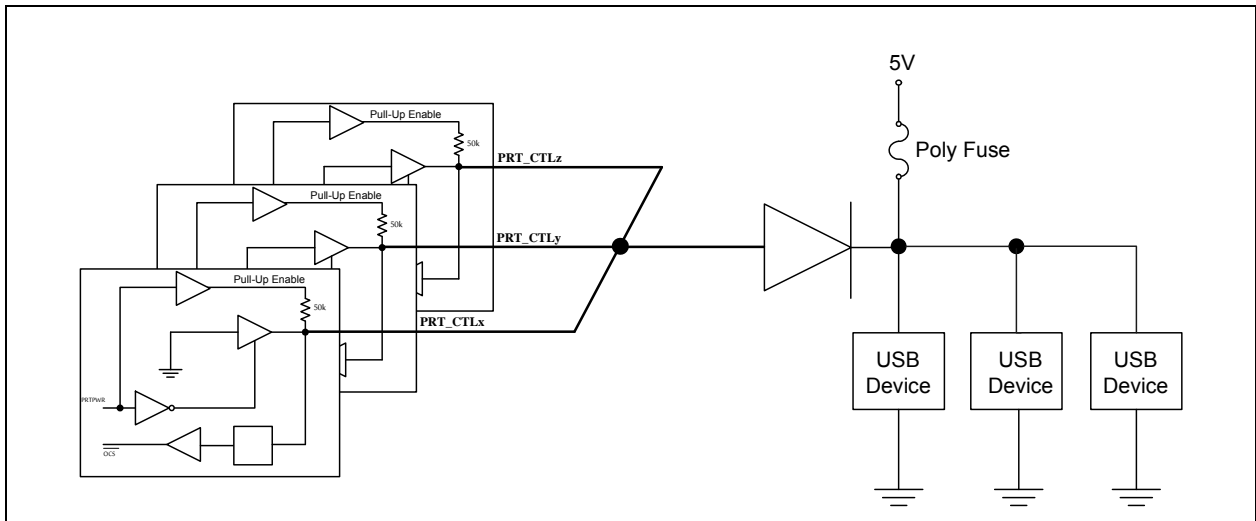 5V
Poly Fuse
Pull-Up Enable
50k
PRT_CTLz
Pull-Up Enable
50k
PRT_CTLy
Pull-Up Enable
50k
PRT_CTLx
PRTPWR
OCS
USB
Device
USB
Device
USB
Device